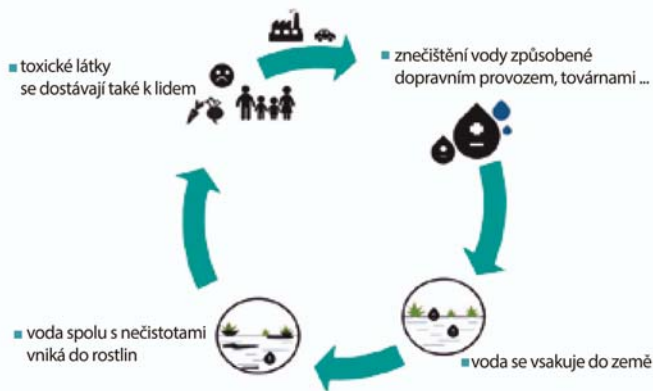 ■ toxické látky
se dostávají také k lidem
■ znečištění vody způsobené
dopravním provozem, továrnami ...
■ voda spolu s nečistotami
vniká do rostlin
■ voda se vsakuje do země